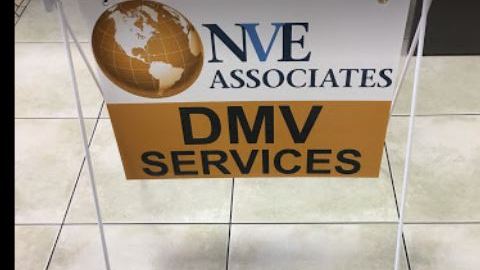 NVE
ASSOCIATES
DMV
SERVICES